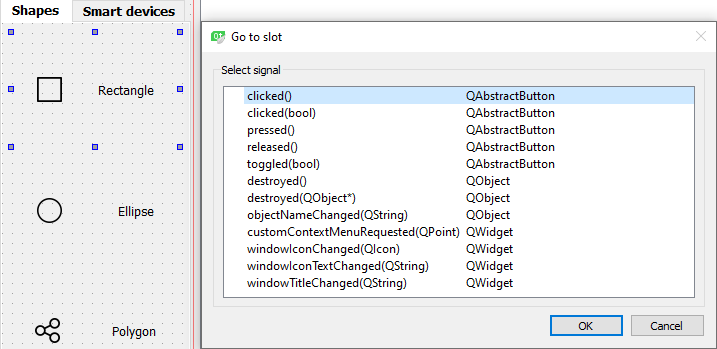 Shapes
Smart devices
Rectangle
Ellipse
Polygon
Qt Go to slot
Select signal
clicked() QAbstractButton
clicked(bool) QAbstractButton
pressed() QAbstractButton
released() QAbstractButton
toggled(bool) QAbstractButton
destroyed() QObject
destroyed(QObject*) QObject
objectNameChanged(QString) QObject
customContextMenuRequested(QPoint) QWidget
windowIconChanged(QIcon) QWidget
windowIconTextChanged(QString) QWidget
windowTitleChanged(QString) QWidget
OK
Cancel